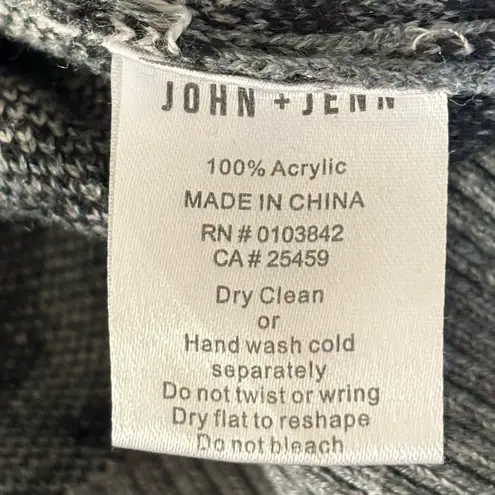 JOHN + JENN
100% Acrylic
MADE IN CHINA
RN # 0103842
CA # 25459
Dry Clean
or
Hand wash cold
separately
Do not twist or wring
Dry flat to reshape
Do not bleach